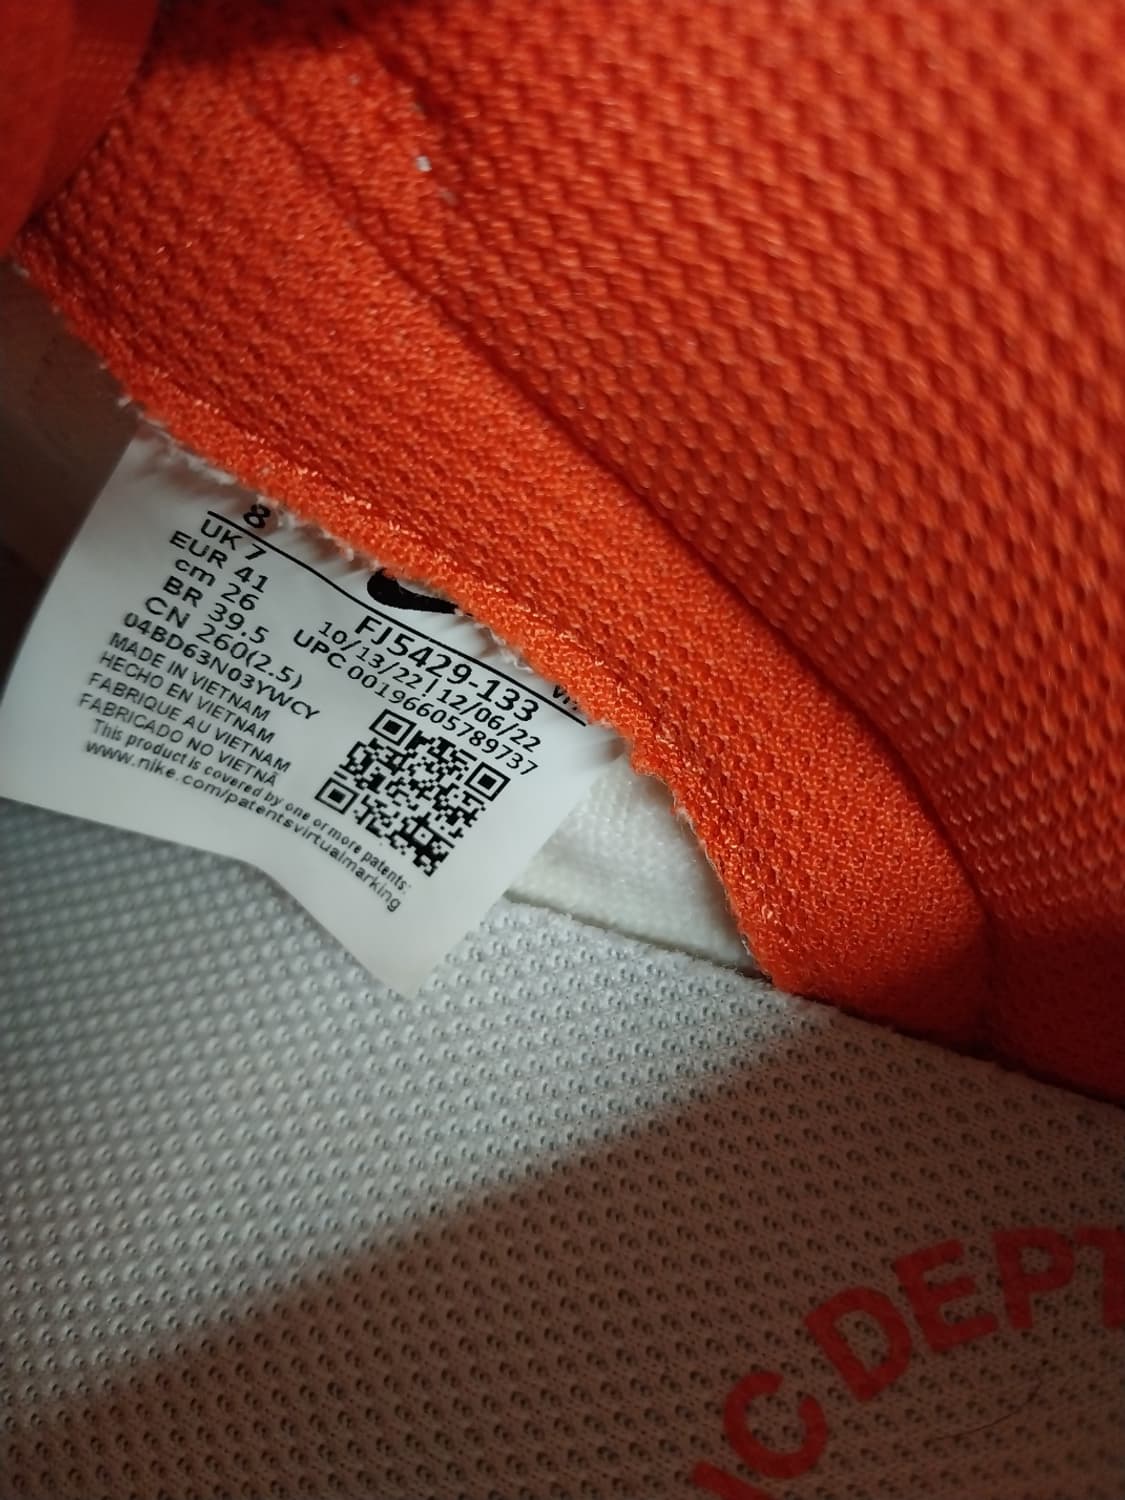 8
UK 7
EUR 41
cm 26
BR 39.5
CN 260(2.5)
04BD63N03YWCY
MADE IN VIETNAM
HECHO EN VIETNAM
FABRIQUE AU VIETNAM
FABRICADO NO VIETNÃ
This product is covered by one or more patents:
www.nike.com/patentsvirtualmarking
FJ5429-133
10/13/22 | 12/06/22
UPC 00196605789737
IC DEPT